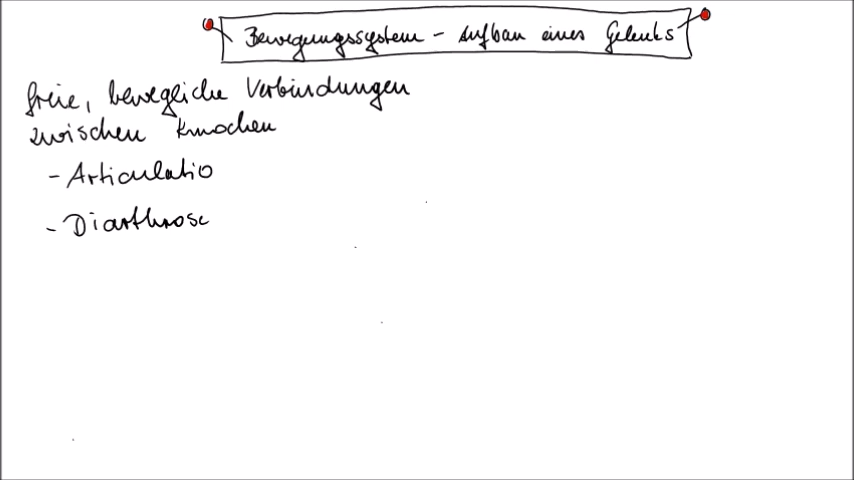 Bewegungssystem - Aufbau eines Gelenks
freie, bewegliche Verbindungen
zwischen Knochen
- Articulatio
- Diarthrose